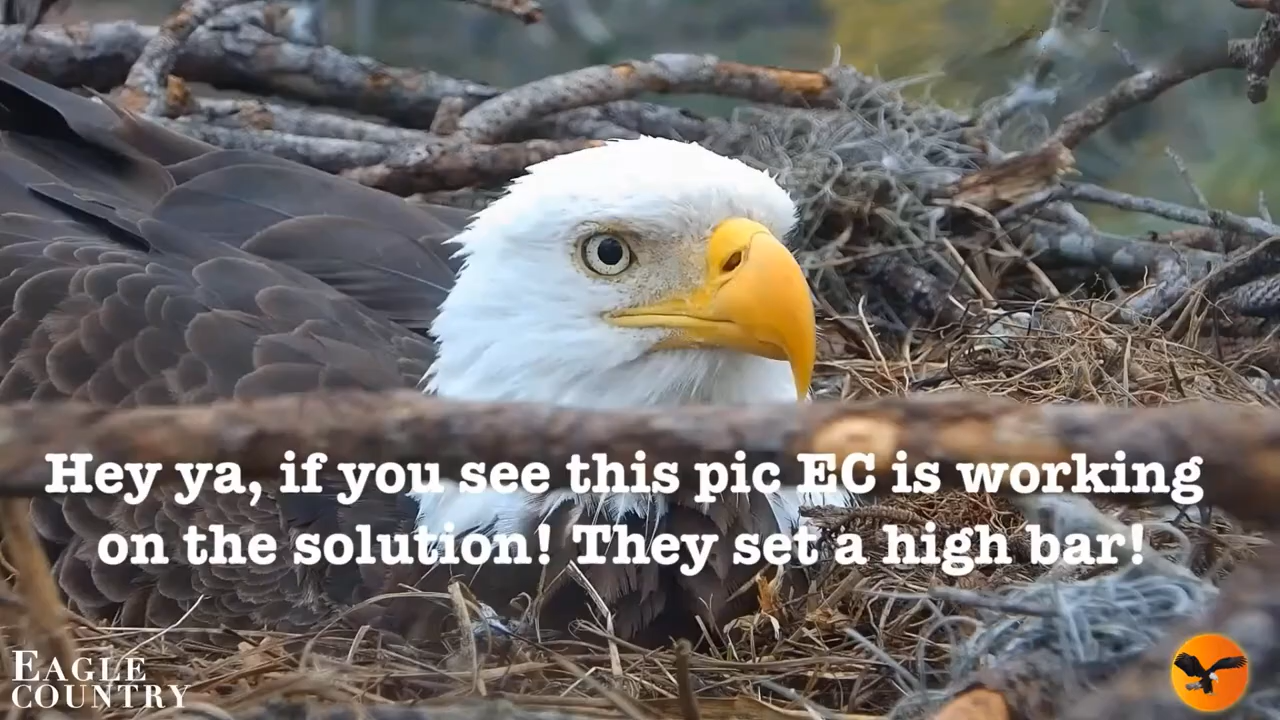 Hey ya, if you see this pic EC is working
on the solution! They set a high bar!
EAGLE
COUNTRY